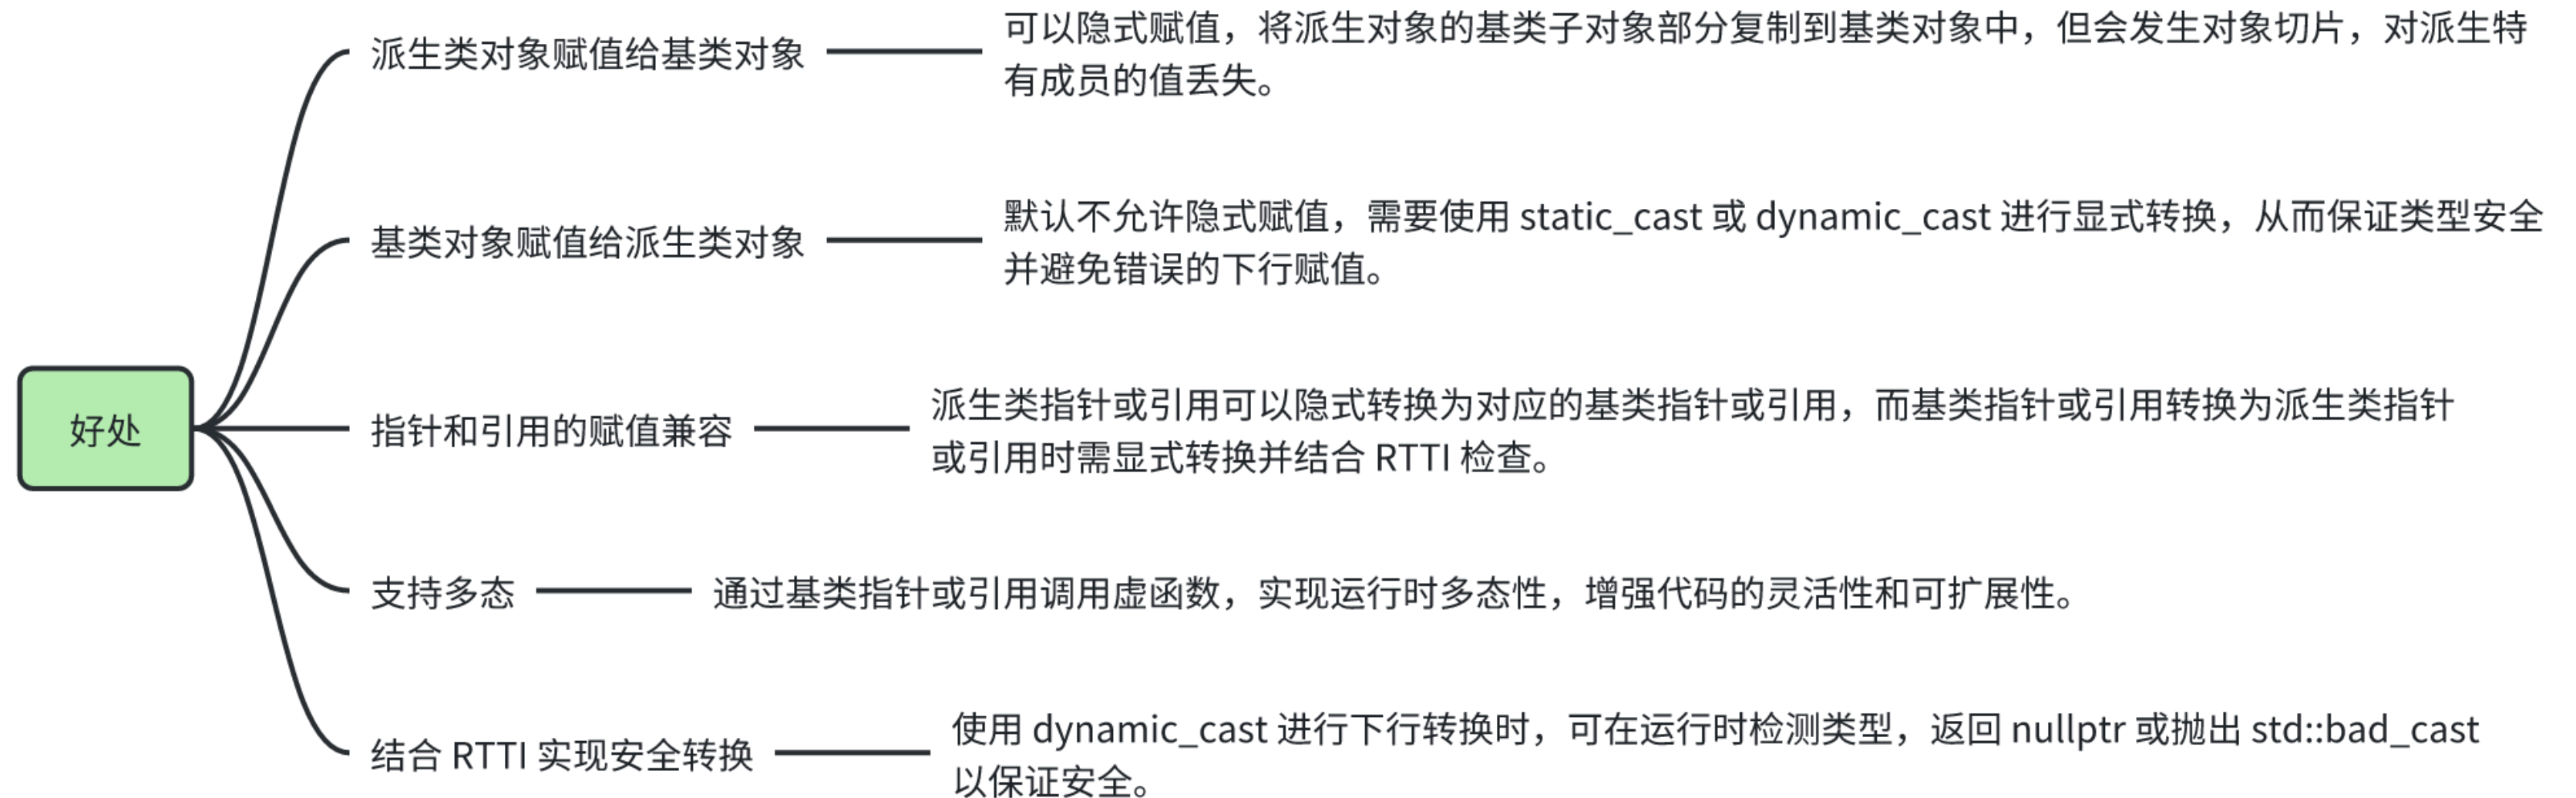 派生类对象赋值给基类对象
可以隐式赋值，将派生对象的基类子对象部分复制到基类对象中，但会发生对象切片，对派生特
有成员的值丢失。
基类对象赋值给派生类对象
默认不允许隐式赋值，需要使用 static_cast 或 dynamic_cast 进行显式转换，从而保证类型安全
并避免错误的下行赋值。
好处
指针和引用的赋值兼容
派生类指针或引用可以隐式转换为对应的基类指针或引用，而基类指针或引用转换为派生类指针
或引用时需显式转换并结合 RTTI 检查。
支持多态
通过基类指针或引用调用虚函数，实现运行时多态性，增强代码的灵活性和可扩展性。
结合 RTTI 实现安全转换
使用 dynamic_cast 进行下行转换时，可在运行时检测类型，返回 nullptr 或抛出 std::bad_cast
以保证安全。